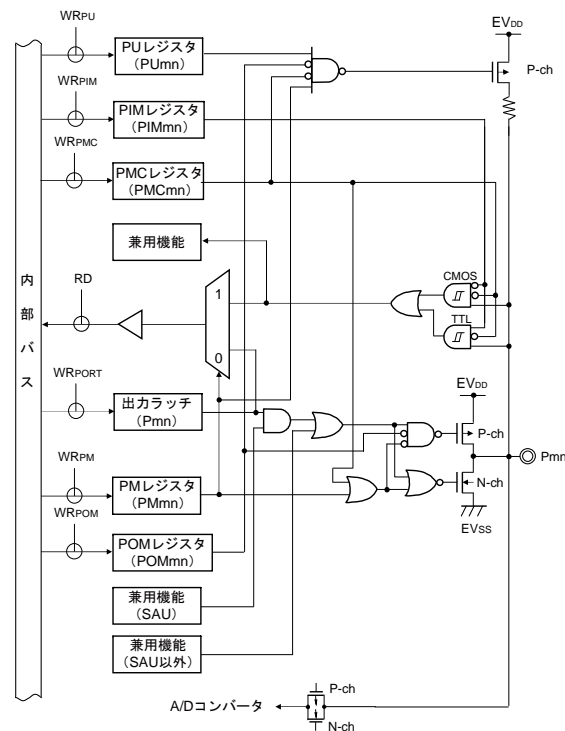 WRPU
PUレジスタ
(PUmn)
EVDD
P-ch
WRPIM
PIMレジスタ
(PIMmn)
WRPMC
PMCレジスタ
(PMCmn)
兼用機能
CMOS
TTL
内部バス
RD
1
0
WRPORT
出力ラッチ
(Pmn)
EVDD
P-ch
Pmn
N-ch
EVSS
WRPM
PMレジスタ
(PMmn)
WRPOM
POMレジスタ
(POMmn)
兼用機能
(SAU)
兼用機能
(SAU以外)
P-ch
A/Dコンバータ
N-ch